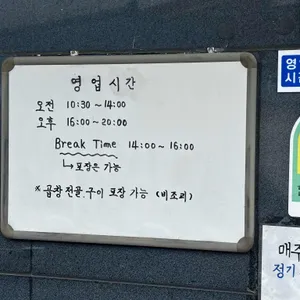 영업시간
오전 10:30 ~ 14:00
오후 16:00 ~ 20:00
Break Time 14:00 ~ 16:00
↳ 포장은 가능
※ 곱창전골, 구이 포장 가능 (비조리)
영
시
매주
정기